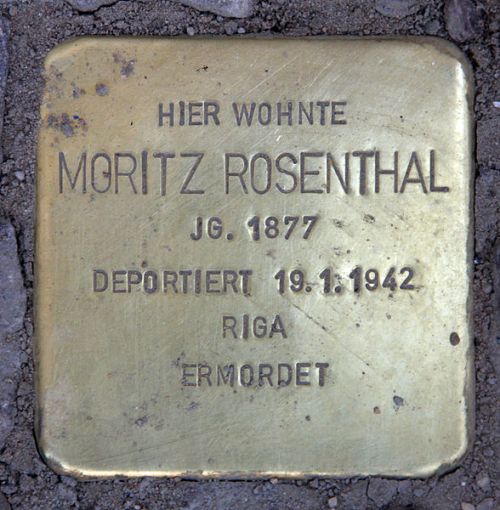 HIER WOHNTE
MORITZ ROSENTHAL
JG. 1877
DEPORTIERT 19.1.1942
RIGA
ERMORDET